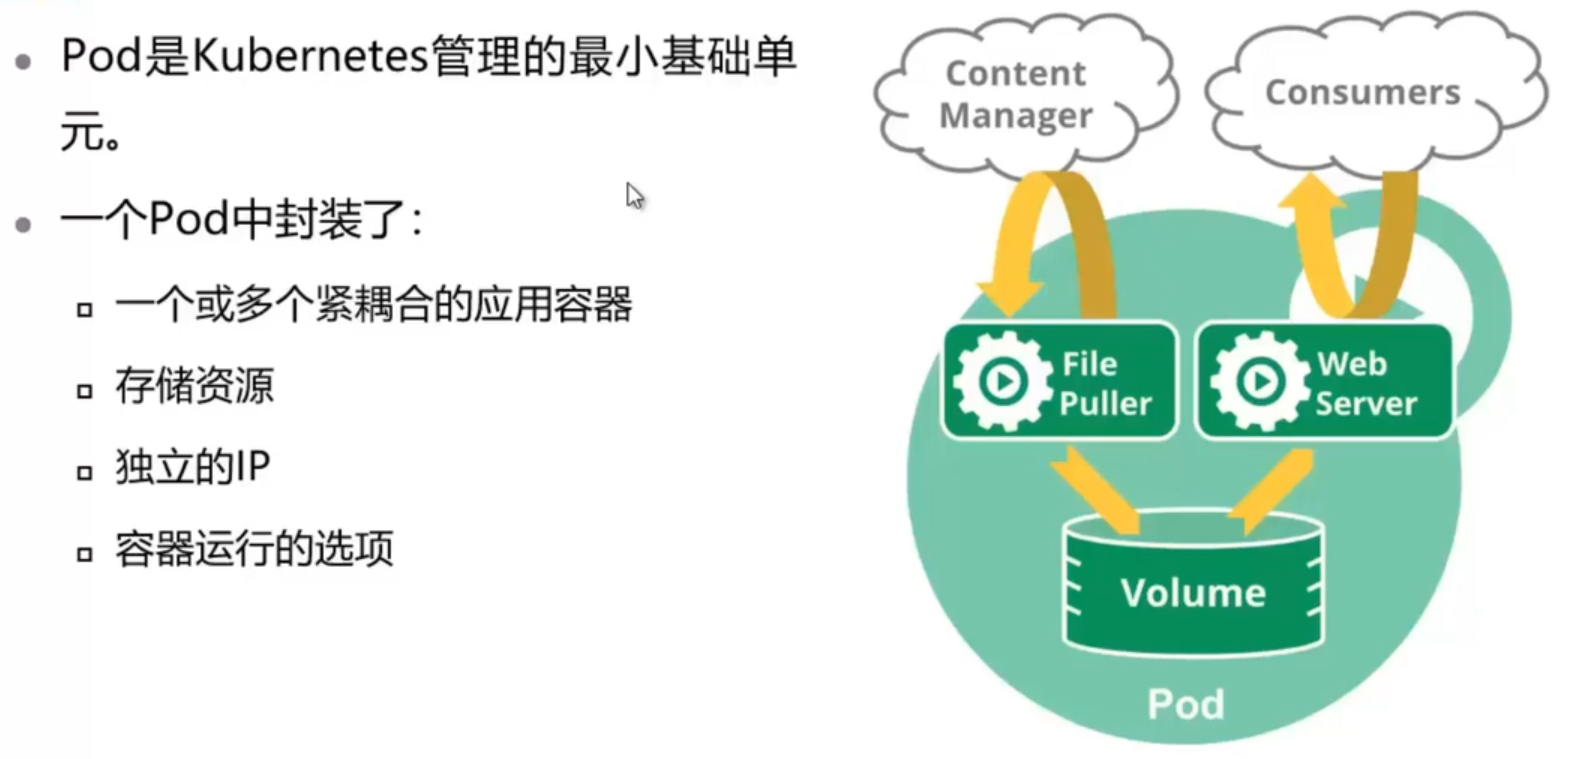 Pod是Kubernetes管理的最小基础单
元。
一个Pod中封装了：
一个或多个紧耦合的应用容器
存储资源
独立的IP
容器运行的选项
Content
Manager
Consumers
File
Puller
Web
Server
Volume
Pod